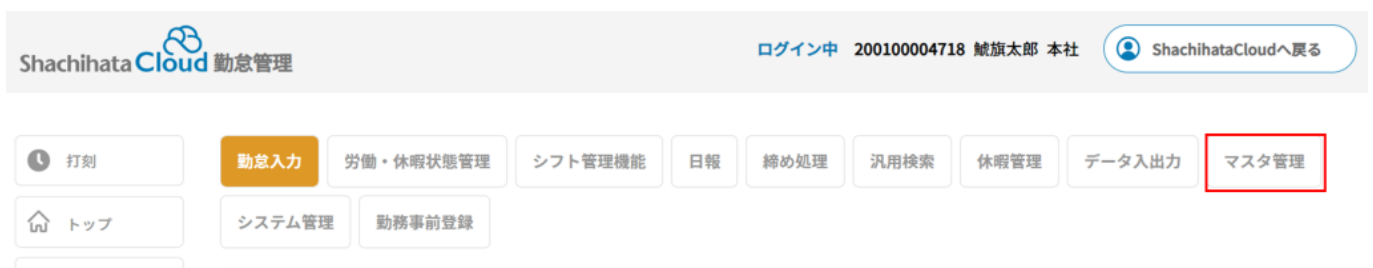 Shachihata Cloud 勤怠管理
ログイン中 200100004718 鯱旗太郎 本社
ShachihataCloudへ戻る
打刻
勤怠入力
労働・休暇状態管理
シフト管理機能
日報
締め処理
汎用検索
休暇管理
データ入出力
マスタ管理
トップ
システム管理
勤務事前登録